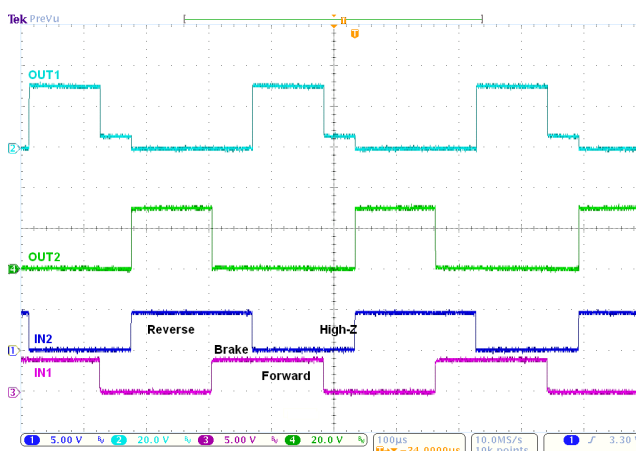 Tek PreVu
T
T
OUT1
2
OUT2
4
IN2
Reverse
High-Z
1
Brake
IN1
Forward
3
1 5.00 V 2 20.0 V 3 5.00 V 4 20.0 V 100µs 10.0MS/s 1 3.30
10k points